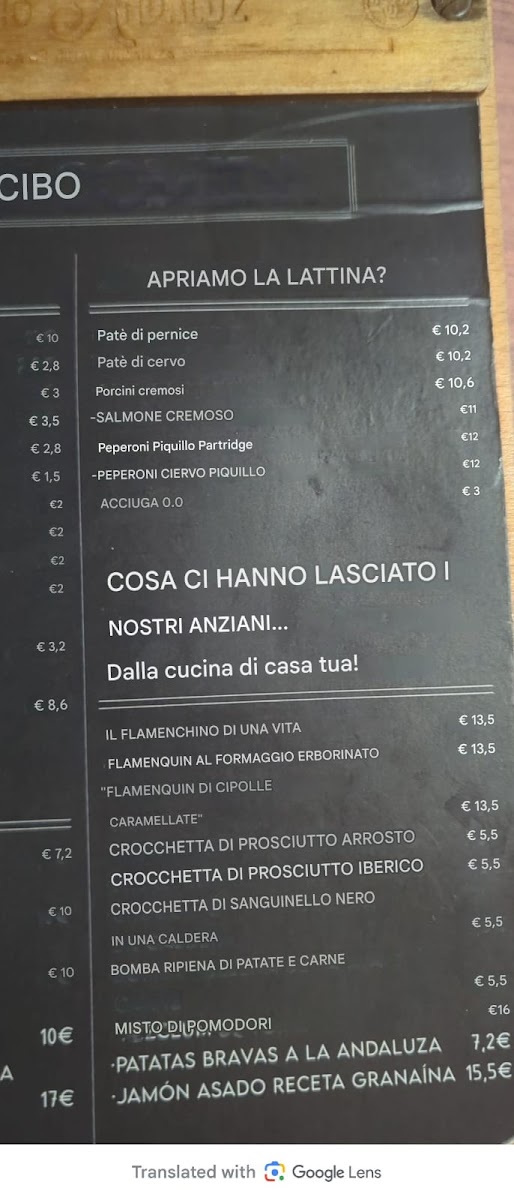 CIBO
€ 10
€ 2,8
€ 3
€ 3,5
€ 2,8
€ 1,5
€2
€2
€2
€2
€ 3,2
€ 8,6
€ 7,2
€ 10
€ 10
10€
A
17€
APRIAMO LA LATTINA?
Patè di pernice € 10,2
Patè di cervo € 10,2
Porcini cremosi € 10,6
-SALMONE CREMOSO €11
Peperoni Piquillo Partridge €12
-PEPERONI CIERVO PIQUILLO €12
ACCIUGA 0.0 € 3
COSA CI HANNO LASCIATO I
NOSTRI ANZIANI...
Dalla cucina di casa tua!
IL FLAMENCHINO DI UNA VITA € 13,5
FLAMENQUIN AL FORMAGGIO ERBORINATO € 13,5
"FLAMENQUIN DI CIPOLLE
CARAMELLATE" € 13,5
CROCCHETTA DI PROSCIUTTO ARROSTO € 5,5
CROCCHETTA DI PROSCIUTTO IBERICO € 5,5
CROCCHETTA DI SANGUINELLO NERO
IN UNA CALDERA € 5,5
BOMBA RIPIENA DI PATATE E CARNE
€ 5,5
MISTO DI POMODORI €16
·PATATAS BRAVAS A LA ANDALUZA 7,2€
·JAMÓN ASADO RECETA GRANAÍNA 15,5€
Translated with Google Lens